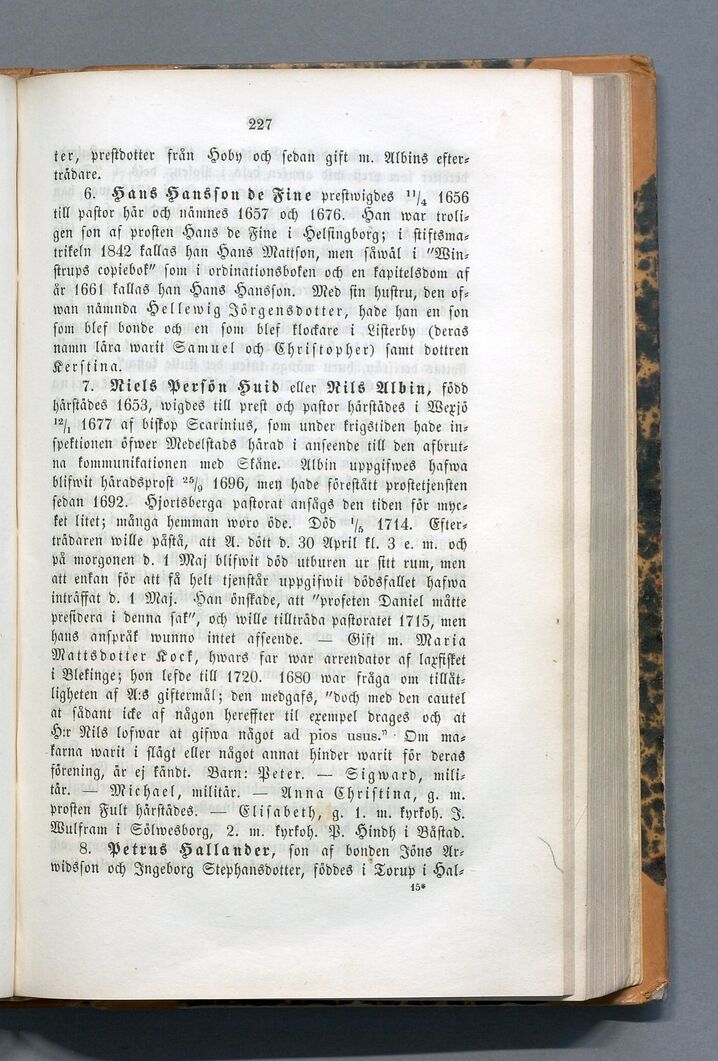 227
ter, prestdotter från Hoby och sedan gift m. Albins efter-
trädare.
6. Hans Hansson de Fine prestwigdes 11/4 1656
till pastor här och nämnes 1657 och 1676. Han war troli-
gen son af prosten Hans de Fine i Helsingborg; i stiftsma-
trikeln 1842 kallas han Hans Mattson, men såwäl i "Win-
strups copiebok" som i ordinationsboken och en kapitelsdom af
år 1661 kallas han Hans Hansson. Med sin hustru, den of-
wan nämnda Hellewig Jörgensdotter, hade han en son
som blef bonde och en som blef klockare i Listerby (deras
namn lära warit Samuel och Christopher) samt dottren
Kerstina.
7. Niels Persön Huid eller Nils Albin, född
härstädes 1653, wigdes till prest och pastor härstädes i Wexjö
12/1 1677 af biskop Scarinius, som under krigstiden hade in-
spektionen öfwer Medelstads härad i anseende till den afbrut-
na kommunikationen med Skåne. Albin uppgifwes hafwa
blifwit häradsprost 25/9 1696, men hade förestått prostetjensten
sedan 1692. Hjortsberga pastorat ansågs den tiden för myc-
ket litet; många hemman woro öde. Död 1/5 1714. Efter-
trädaren wille påstå, att A. dött d. 30 April kl. 3 e. m. och
på morgonen d. 1 Maj blifwit död utburen ur sitt rum, men
att enkan för att få helt tjenstår uppgifwit dödsfallet hafwa
inträffat d. 1 Maj. Han önskade, att "profeten Daniel måtte
presidera i denna sak", och wille tillträda pastoratet 1715, men
hans anspråk wunno intet afseende. — Gift m. Maria
Mattsdotter Kock, hwars far war arrendator af laxfisket
i Blekinge; hon lefde till 1720. 1680 war fråga om tillåt-
ligheten af A:s giftermål; den medgafs, "doch med den cautel
at sådant icke af någon hereffter til exempel drages och at
H:r Nils lofwar at gifwa något ad pios usus." Om ma-
karna warit i slägt eller något annat hinder warit för deras
förening, är ej kändt. Barn: Peter. — Sigward, mili-
tär. — Michael, militär. — Anna Christina, g. m.
prosten Fult härstädes. — Elisabeth, g. 1. m. kyrkoh. J.
Wulfram i Sölwesborg, 2. m. kyrkoh. P. Hindh i Båstad.
8. Petrus Hallander, son af bonden Jöns Ar-
widsson och Ingeborg Stephansdotter, föddes i Torup i Hal-
15*